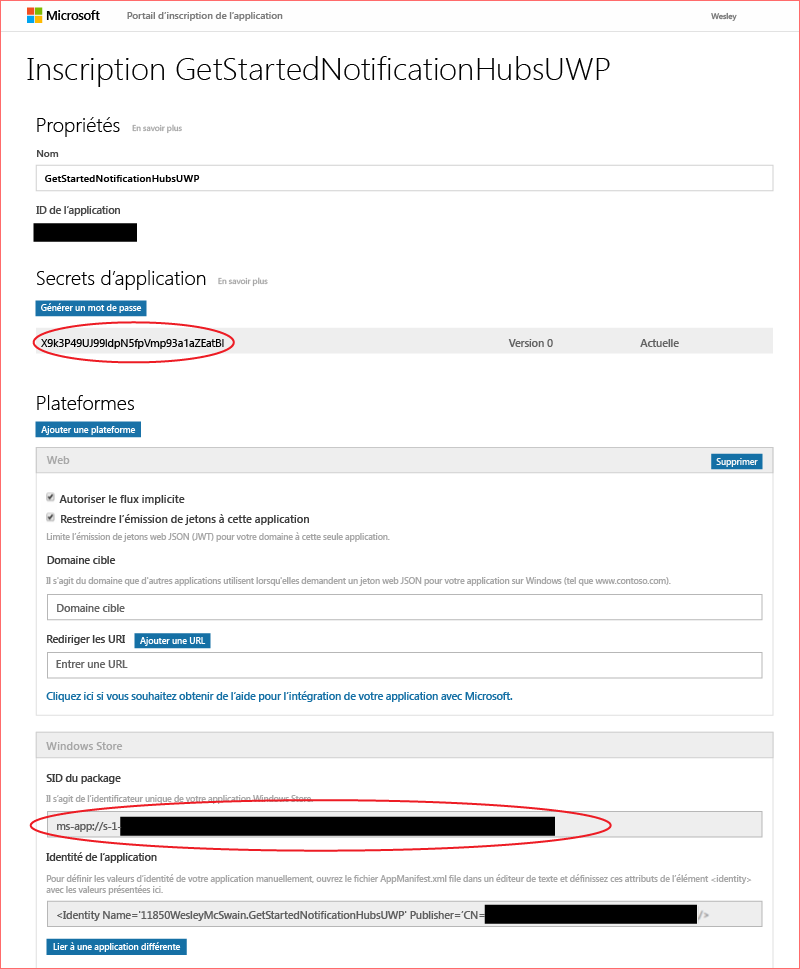 Microsoft Portail d'inscription de l'application Wesley
Inscription GetStartedNotificationHubsUWP
Propriétés En savoir plus
Nom
GetStartedNotificationHubsUWP
ID de l'application
Secrets d'application En savoir plus
Générer un mot de passe
X9k3P49UJ99ldpN5fpVmp93a1aZEatBl Version 0 Actuelle
Plateformes
Ajouter une plateforme
Web Supprimer
Autoriser le flux implicite
Restreindre l'émission de jetons à cette application
Limite l'émission de jetons web JSON (JWT) pour votre domaine à cette seule application.
Domaine cible
Il s'agit du domaine que d'autres applications utilisent lorsqu'elles demandent un jeton web JSON pour votre application sur Windows (tel que www.contoso.com).
Domaine cible
Rediriger les URI Ajouter une URL
Entrer une URL
Cliquez ici si vous souhaitez obtenir de l'aide pour l'intégration de votre application avec Microsoft.
Windows Store
SID du package
Il s'agit de l'identificateur unique de votre application Windows Store.
ms-app://s-1-
Identité de l'application
Pour définir les valeurs d'identité de votre application manuellement, ouvrez le fichier AppManifest.xml file dans un éditeur de texte et définissez ces attributs de l'élément <identity>
avec les valeurs présentées ici.
<Identity Name='11850WesleyMcSwain.GetStartedNotificationHubsUWP' Publisher='CN= />
Lier à une application différente